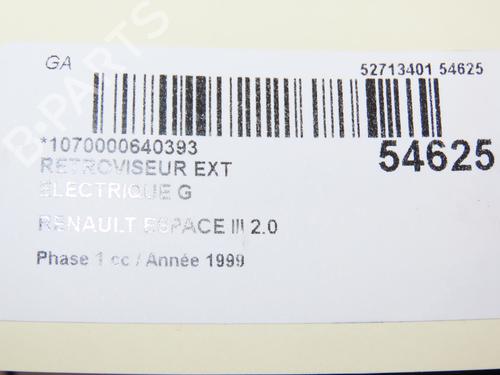 GA
52713401 54625
*1070000640393
54625
RETROVISEUR EXT
ELECTRIQUE G
RENAULT ESPACE III 2.0
Phase 1 cc / Année 1999
B-PARTS